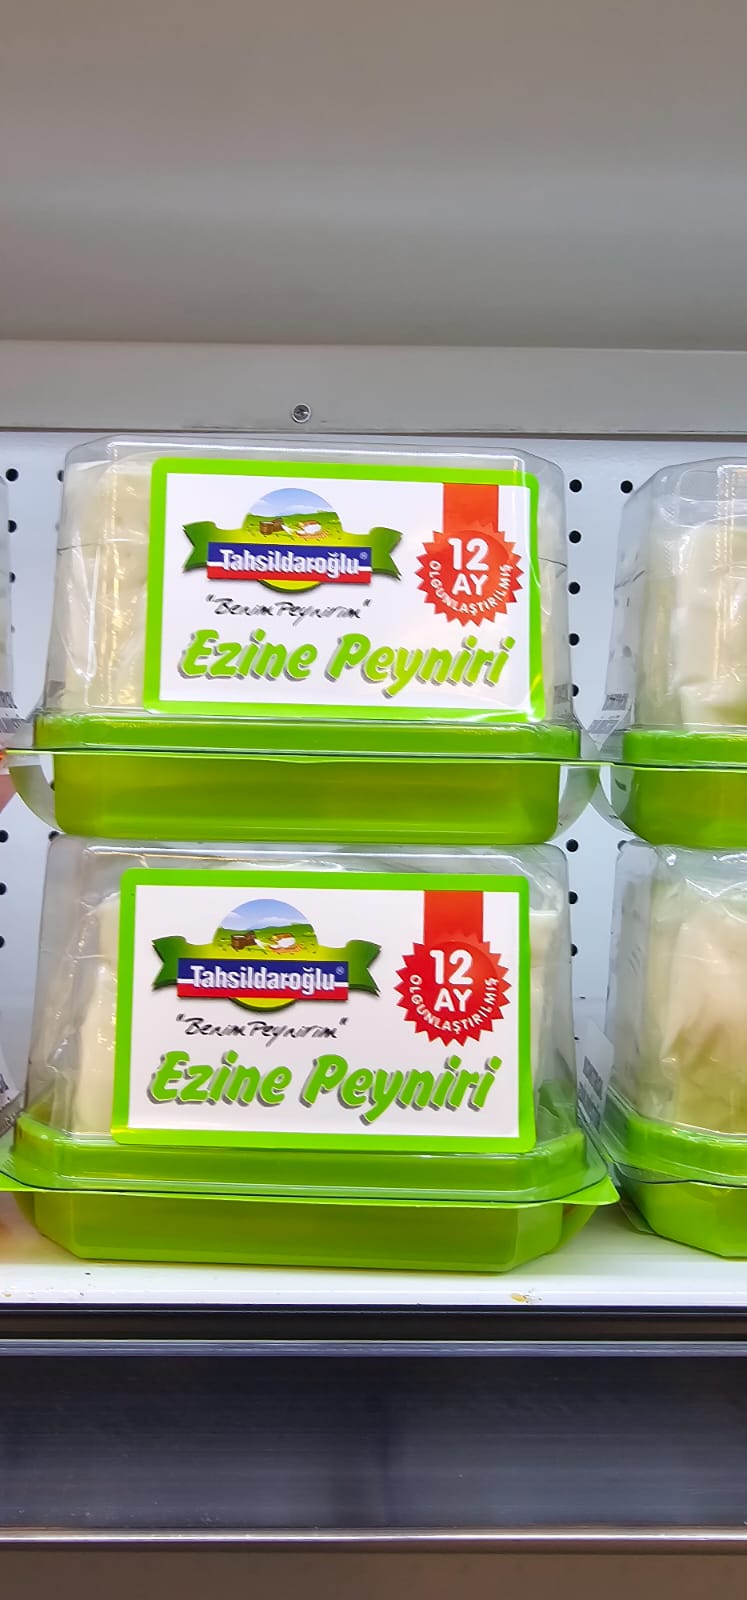 Tahsildaroğlu®
"Benim Peynirim"
Ezine Peyniri
12
AY
OLGUNLAŞTIRILMIŞ
Tahsildaroğlu®
"Benim Peynirim"
Ezine Peyniri
12
AY
OLGUNLAŞTIRILMIŞ